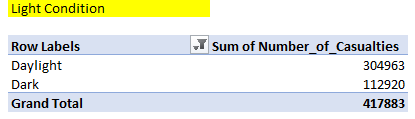 Light Condition
Row Labels Sum of Number_of_Casualties
Daylight 304963
Dark 112920
Grand Total 417883